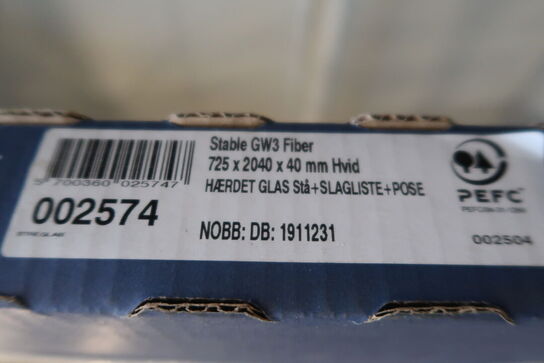 Stable GW3 Fiber
725 x 2040 x 40 mm Hvid
HÆRDET GLAS Stå+SLAGLISTE+POSE
5 700360 025747
002574
NOBB: DB: 1911231
PEFC
002504